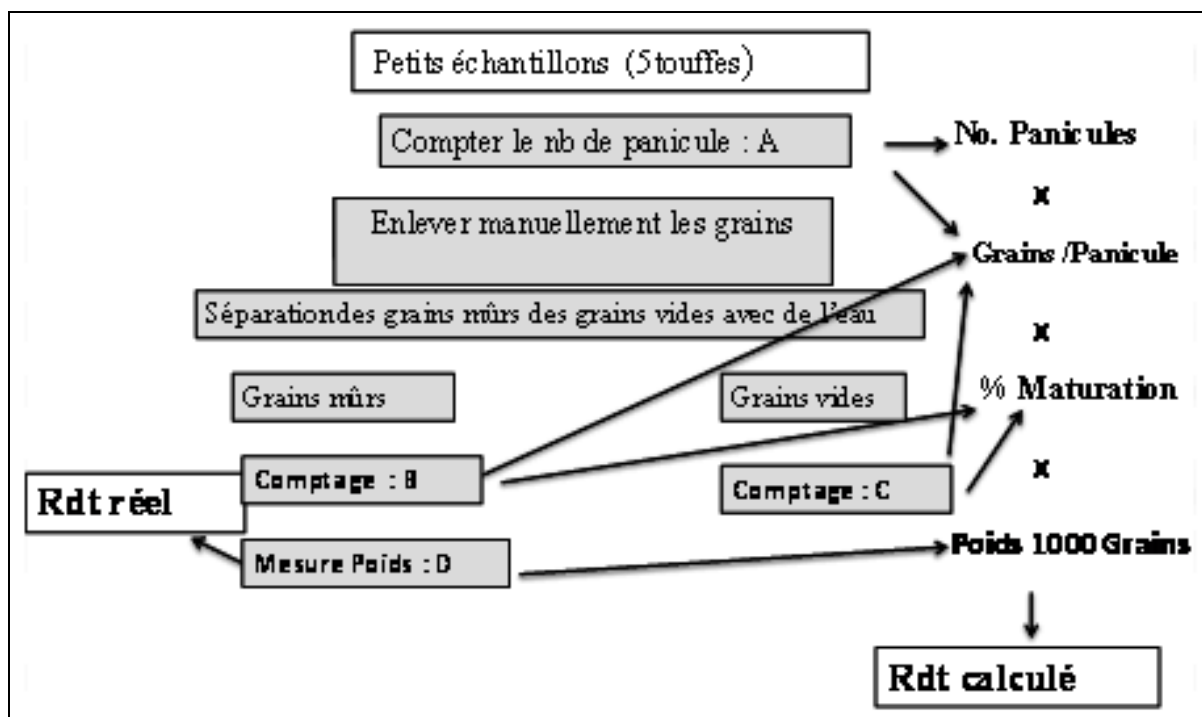 Petits échantillons (5touffes)
Compter le nb de panicule : A
No. Panicules
x
Enlever manuellement les grains
Grains /Panicule
Séparationdes grains mûrs des grains vides avec de l'eau
x
Grains mûrs
Grains vides
% Maturation
Comptage : B
Comptage : C
x
Rdt réel
Mesure Poids : D
Poids 1000 Grains
Rdt calculé